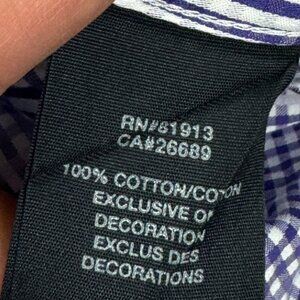 RN#81913
CA#26689
100% COTTON/COTON
EXCLUSIVE OF
DECORATION
EXCLUS DES
DECORATIONS